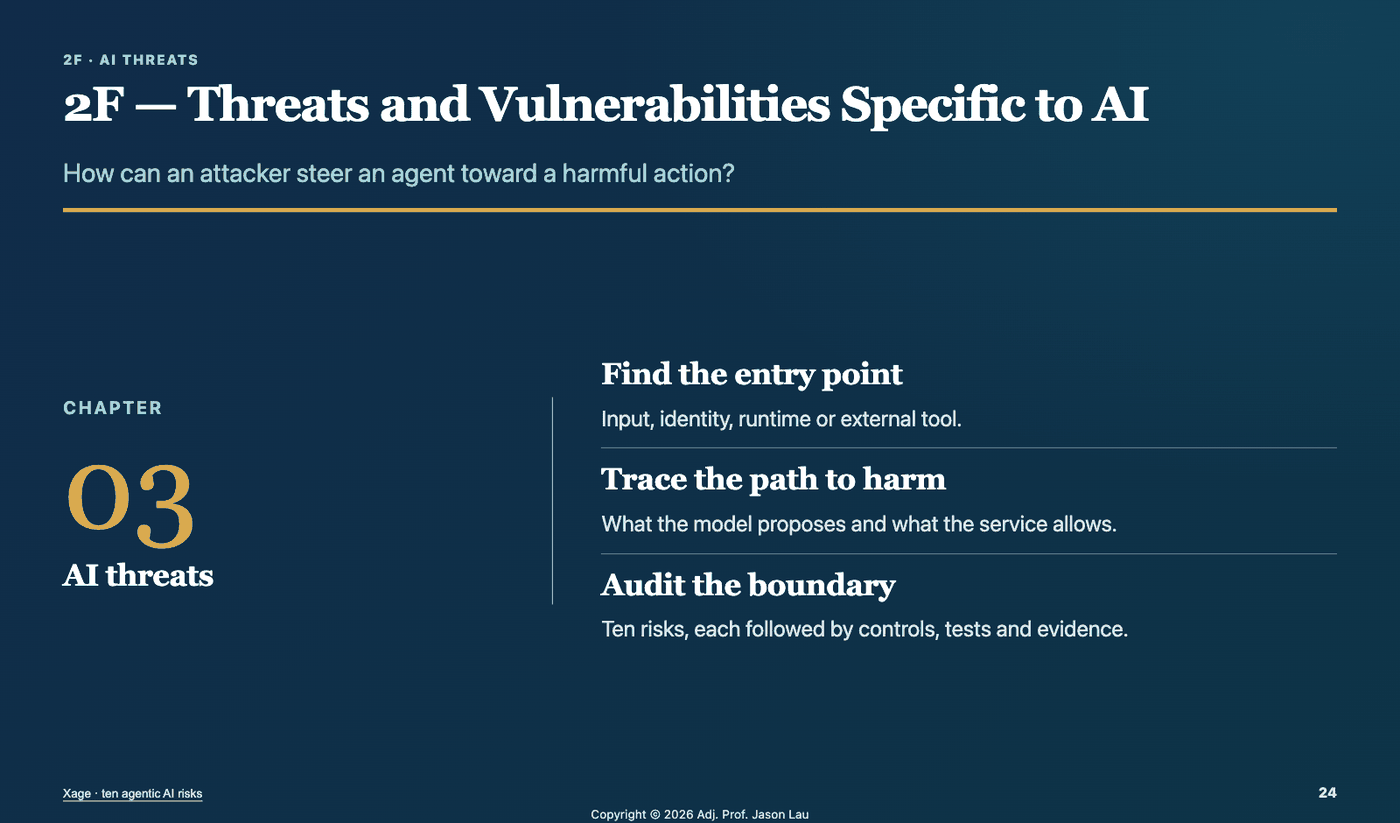 2F · AI THREATS
2F — Threats and Vulnerabilities Specific to AI
How can an attacker steer an agent toward a harmful action?
CHAPTER
03
AI threats
Find the entry point
Input, identity, runtime or external tool.
Trace the path to harm
What the model proposes and what the service allows.
Audit the boundary
Ten risks, each followed by controls, tests and evidence.
Xage · ten agentic AI risks
24
Copyright © 2026 Adj. Prof. Jason Lau